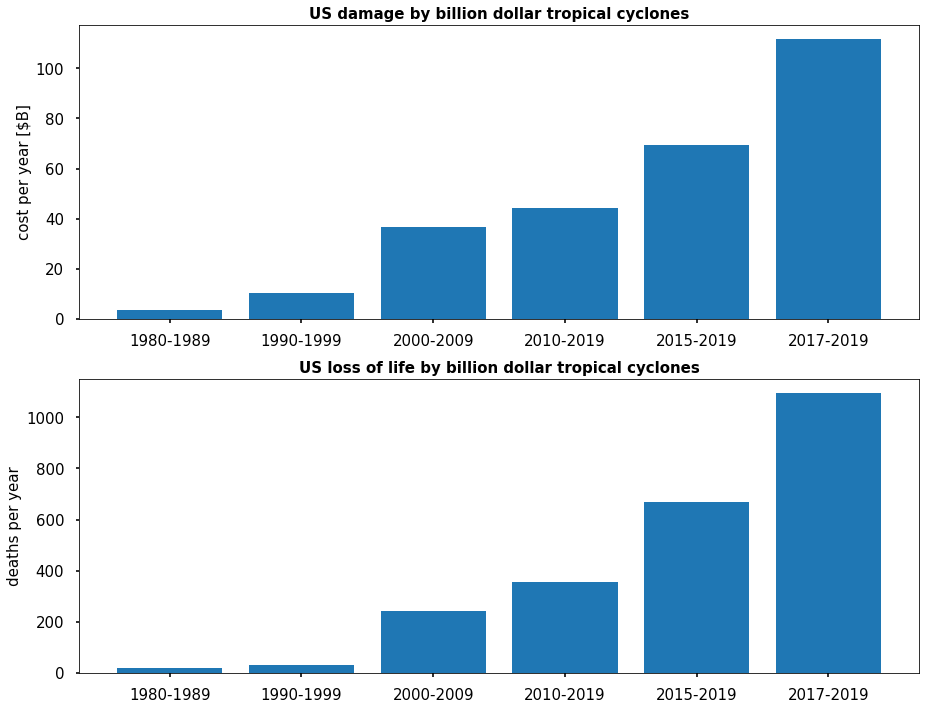 US damage by billion dollar tropical cyclones
cost per year [$B]
100
80
60
40
20
0
1980-1989 1990-1999 2000-2009 2010-2019 2015-2019 2017-2019
US loss of life by billion dollar tropical cyclones
deaths per year
1000
800
600
400
200
0
1980-1989 1990-1999 2000-2009 2010-2019 2015-2019 2017-2019